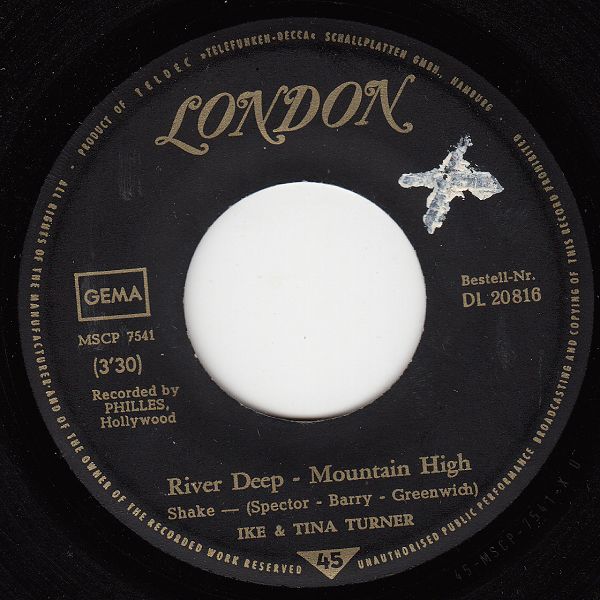 PRODUCT OF TELDEC »TELEFUNKEN-DECCA« SCHALLPLATTEN GMBH., HAMBURG
LONDON
GEMA
MSCP 7541
(3'30)
Recorded by
PHILLES,
Hollywood
Bestell-Nr.
DL 20816
River Deep - Mountain High
Shake — (Spector - Barry - Greenwich)
IKE & TINA TURNER
45
ALL RIGHTS OF THE MANUFACTURER·AND OF THE OWNER OF THE RECORDED WORK RESERVED
UNAUTHORISED PUBLIC PERFORMANCE BROADCASTING AND COPYING OF THIS RECORD PROHIBITED
45-MSCP-7541-X U